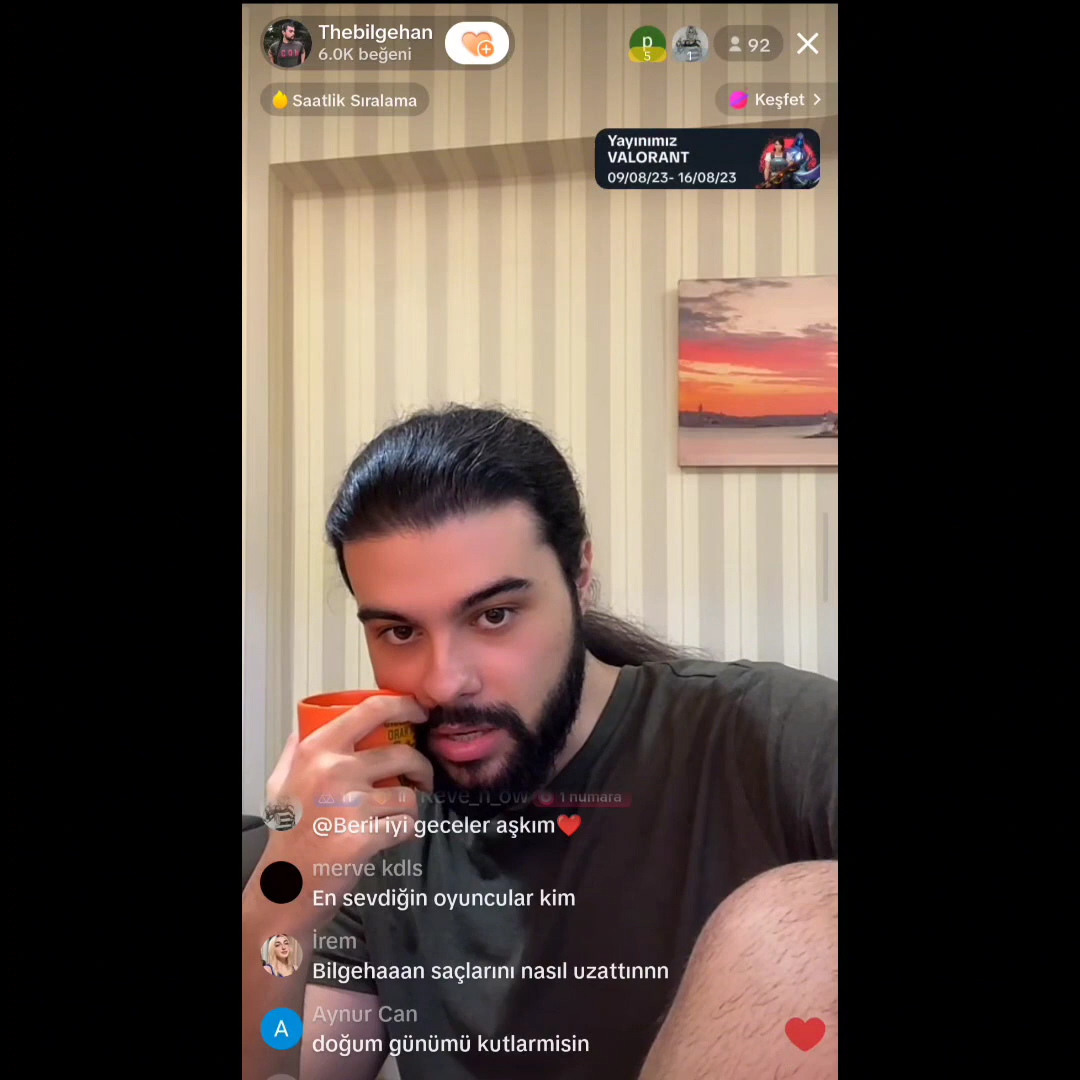 Thebilgehan
6.0K beğeni
p
5
1
92
Saatlik Sıralama
Keşfet
Yayınımız
VALORANT
09/08/23- 16/08/23
1 numara
@Beril iyi geceler aşkım❤️
merve kdls
En sevdiğin oyuncular kim
İrem
Bilgehaaan saçlarını nasıl uzattınnn
A
Aynur Can
doğum günümü kutlarmisin